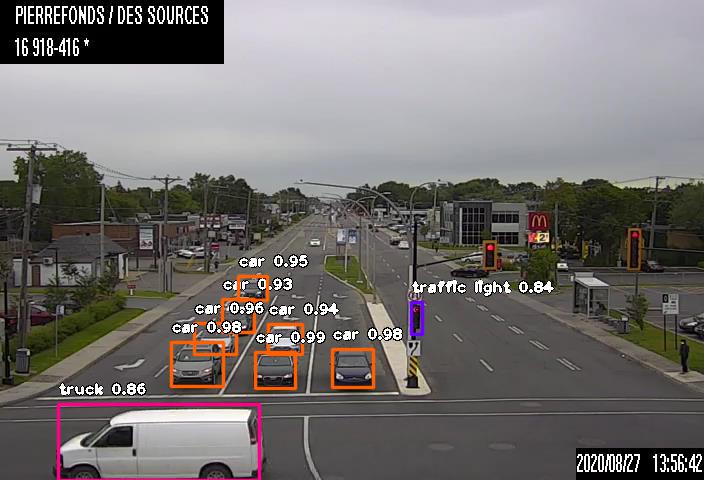 PIERREFONDS / DES SOURCES
16 918-416 *
car 0.95
car 0.93
car 0.96
car 0.94
car 0.98
car 0.99
car 0.98
traffic light 0.84
truck 0.86
2020/08/27 13:56:42